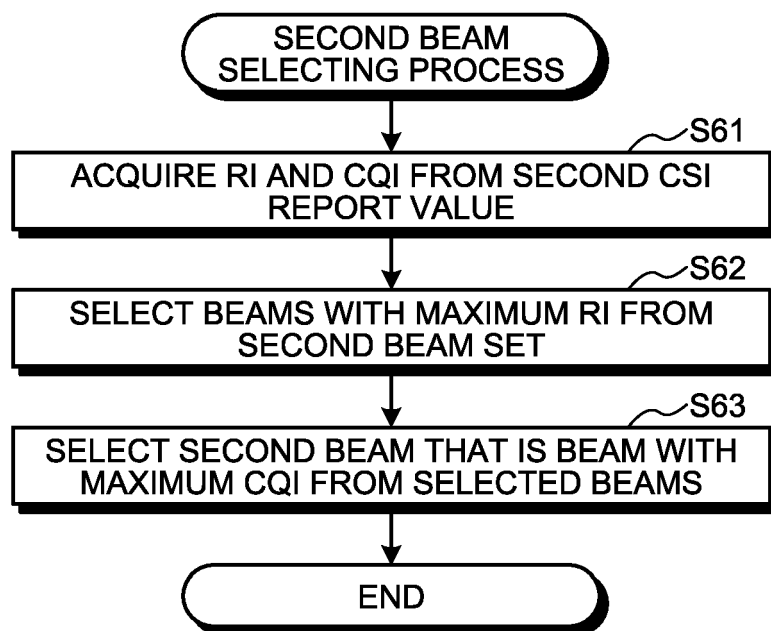 SECOND BEAM
SELECTING PROCESS
S61
ACQUIRE RI AND CQI FROM SECOND CSI
REPORT VALUE
S62
SELECT BEAMS WITH MAXIMUM RI FROM
SECOND BEAM SET
S63
SELECT SECOND BEAM THAT IS BEAM WITH
MAXIMUM CQI FROM SELECTED BEAMS
END